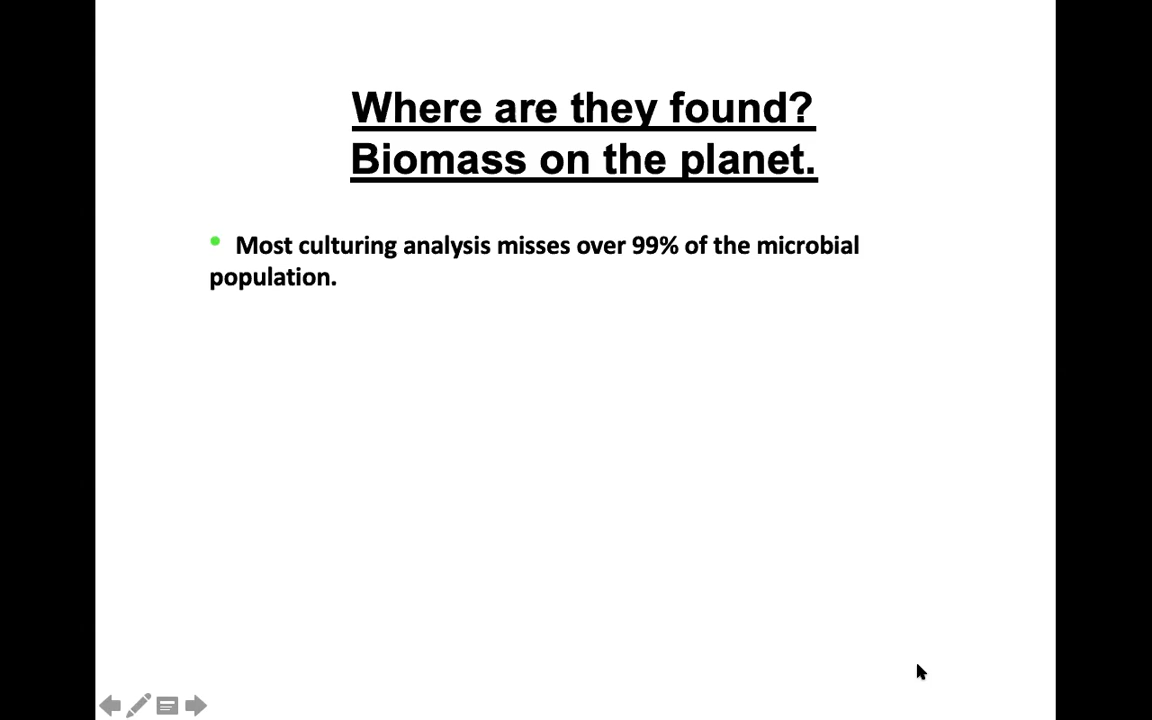 Where are they found?
Biomass on the planet.
• Most culturing analysis misses over 99% of the microbial
population.